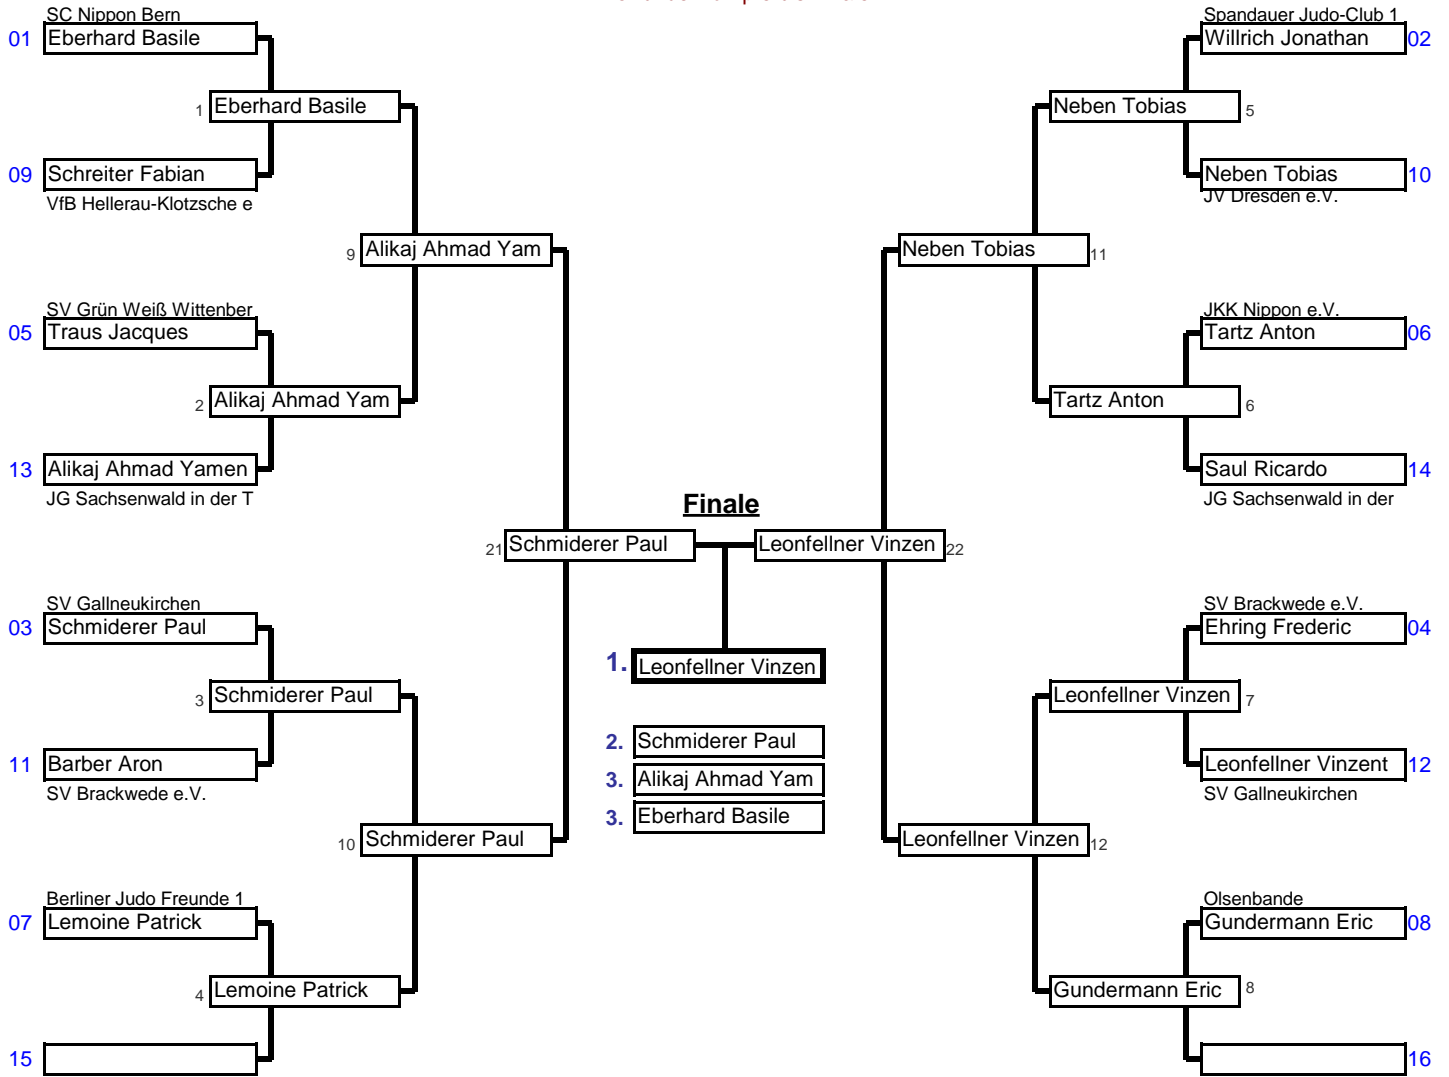 SC Nippon Bern
01 Eberhard Basile
1 Eberhard Basile
09 Schreiter Fabian
VfB Hellerau-Klotzsche e
9 Alikaj Ahmad Yam
SV Grün Weiß Wittenber
05 Traus Jacques
2 Alikaj Ahmad Yam
13 Alikaj Ahmad Yamen
JG Sachsenwald in der T
21 Schmiderer Paul
SV Gallneukirchen
03 Schmiderer Paul
3 Schmiderer Paul
11 Barber Aron
SV Brackwede e.V.
10 Schmiderer Paul
Berliner Judo Freunde 1
07 Lemoine Patrick
4 Lemoine Patrick
15
Finale
1. Leonfellner Vinzen
2. Schmiderer Paul
3. Alikaj Ahmad Yam
3. Eberhard Basile
Spandauer Judo-Club 1
Willrich Jonathan 02
Neben Tobias 5
Neben Tobias 10
JV Dresden e.V.
Neben Tobias 11
JKK Nippon e.V.
Tartz Anton 06
Tartz Anton 6
Saul Ricardo 14
JG Sachsenwald in der
Leonfellner Vinzen 22
SV Brackwede e.V.
Ehring Frederic 04
Leonfellner Vinzen 7
Leonfellner Vinzent 12
SV Gallneukirchen
Leonfellner Vinzen 12
Olsenbande
Gundermann Eric 08
Gundermann Eric 8
16